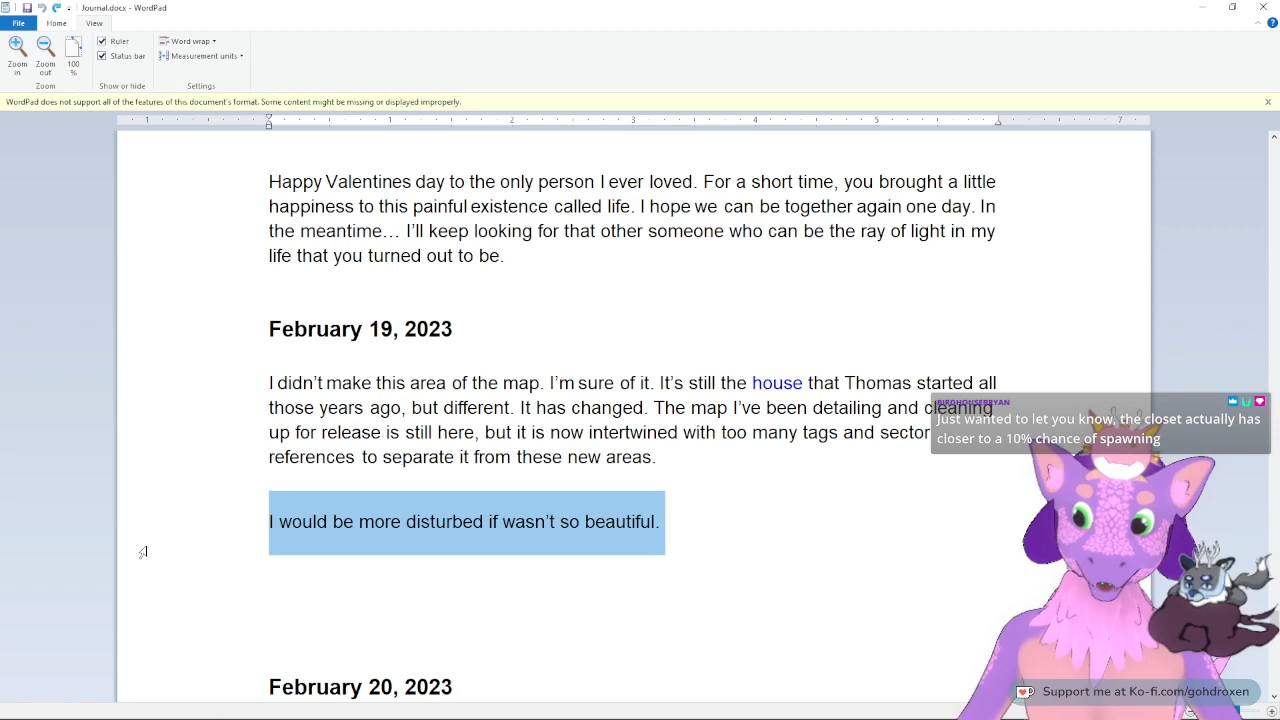 Journal.docx - WordPad
File Home View
Zoom in
Zoom out
100 %
Ruler
Status bar
Word wrap
Measurement units
Zoom Show or hide Settings
WordPad does not support all of the features of this document's format. Some content might be missing or displayed improperly.
1 1 2 3 4 5 7
Happy Valentines day to the only person I ever loved. For a short time, you brought a little
happiness to this painful existence called life. I hope we can be together again one day. In
the meantime… I'll keep looking for that other someone who can be the ray of light in my
life that you turned out to be.
February 19, 2023
I didn't make this area of the map. I'm sure of it. It's still the house that Thomas started all
those years ago, but different. It has changed. The map I've been detailing and cleaning
up for release is still here, but it is now intertwined with too many tags and sector
references to separate it from these new areas.
BIRDHOUSEBRYAN
Just wanted to let you know, the closet actually has
closer to a 10% chance of spawning
I would be more disturbed if wasn't so beautiful.
February 20, 2023
Support me at Ko-fi.com/gohdroxen